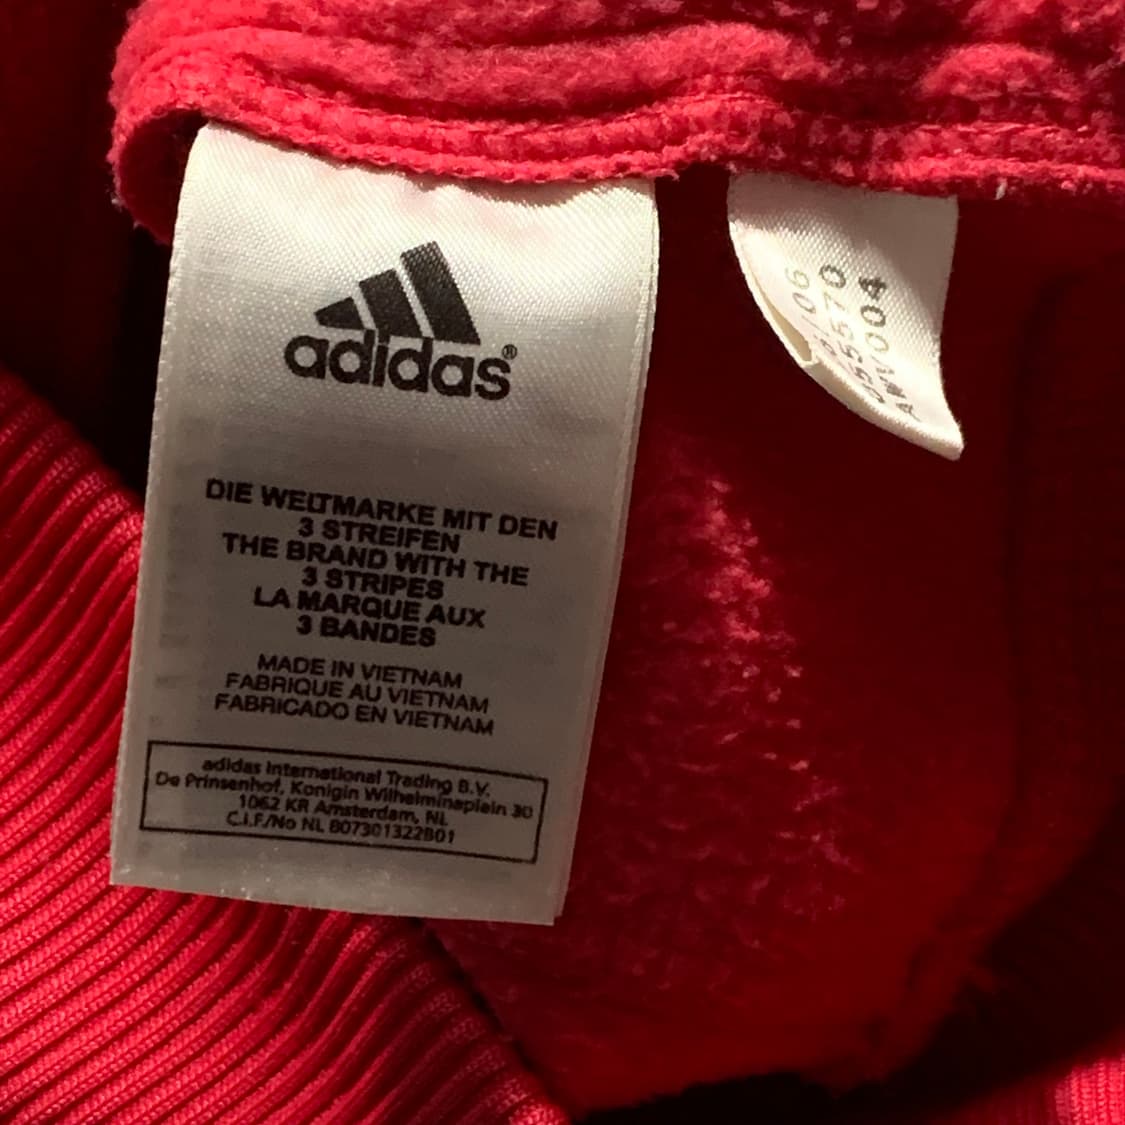 adidas®
DIE WELTMARKE MIT DEN
3 STREIFEN
THE BRAND WITH THE
3 STRIPES
LA MARQUE AUX
3 BANDES
MADE IN VIETNAM
FABRIQUE AU VIETNAM
FABRICADO EN VIETNAM
adidas International Trading B.V.
De Prinsenhof, Konigin Wilhelminaplein 30
1062 KR Amsterdam, NL
C.I.F/No NL 807301322B01
/06